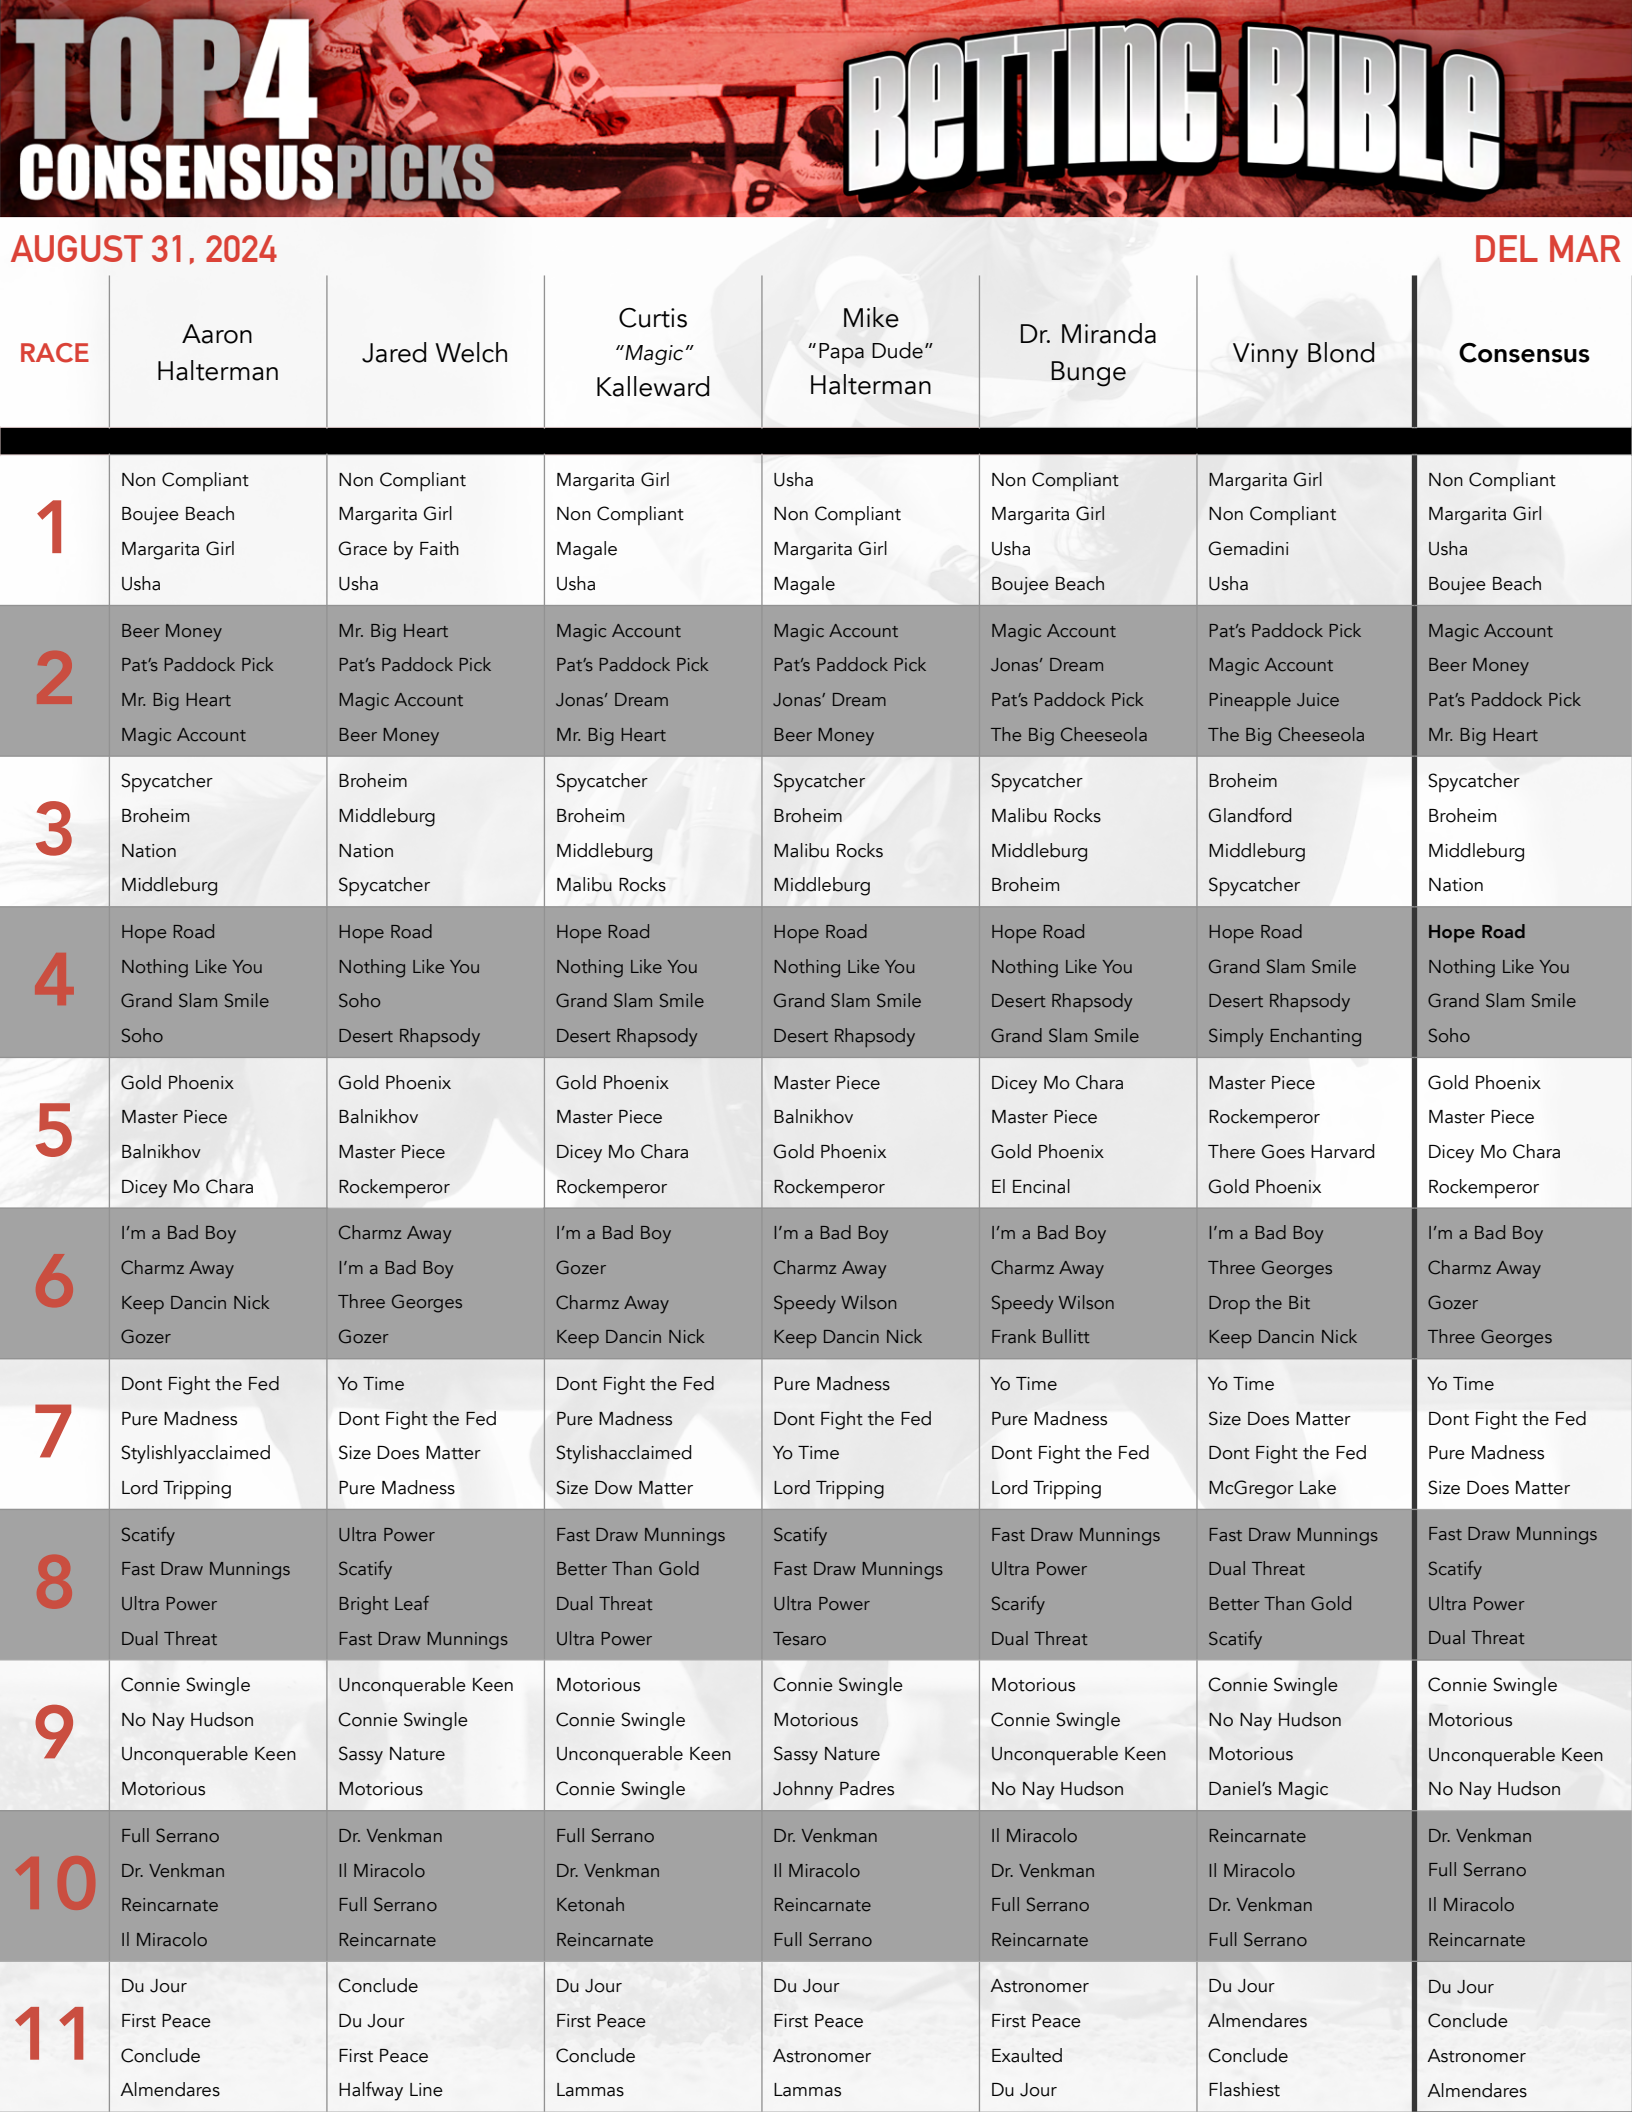 TOP4
CONSENSUSPICKS
BETTING BIBLE
8
AUGUST 31, 2024
DEL MAR
RACE
Aaron
Halterman
Jared Welch
Curtis
“Magic”
Kalleward
Mike
“Papa Dude”
Halterman
Dr. Miranda
Bunge
Vinny Blond
Consensus
1
Non Compliant
Boujee Beach
Margarita Girl
Usha
Non Compliant
Margarita Girl
Grace by Faith
Usha
Margarita Girl
Non Compliant
Magale
Usha
Usha
Non Compliant
Margarita Girl
Magale
Non Compliant
Margarita Girl
Usha
Boujee Beach
Margarita Girl
Non Compliant
Gemadini
Usha
Non Compliant
Margarita Girl
Usha
Boujee Beach
2
Beer Money
Pat’s Paddock Pick
Mr. Big Heart
Magic Account
Mr. Big Heart
Pat’s Paddock Pick
Magic Account
Beer Money
Magic Account
Pat’s Paddock Pick
Jonas’ Dream
Mr. Big Heart
Magic Account
Pat’s Paddock Pick
Jonas’ Dream
Beer Money
Magic Account
Jonas’ Dream
Pat’s Paddock Pick
The Big Cheeseola
Pat’s Paddock Pick
Magic Account
Pineapple Juice
The Big Cheeseola
Magic Account
Beer Money
Pat’s Paddock Pick
Mr. Big Heart
3
Spycatcher
Broheim
Nation
Middleburg
Broheim
Middleburg
Nation
Spycatcher
Spycatcher
Broheim
Middleburg
Malibu Rocks
Spycatcher
Broheim
Malibu Rocks
Middleburg
Spycatcher
Malibu Rocks
Middleburg
Broheim
Broheim
Glandford
Middleburg
Spycatcher
Spycatcher
Broheim
Middleburg
Nation
4
Hope Road
Nothing Like You
Grand Slam Smile
Soho
Hope Road
Nothing Like You
Soho
Desert Rhapsody
Hope Road
Nothing Like You
Grand Slam Smile
Desert Rhapsody
Hope Road
Nothing Like You
Grand Slam Smile
Desert Rhapsody
Hope Road
Nothing Like You
Desert Rhapsody
Grand Slam Smile
Hope Road
Grand Slam Smile
Desert Rhapsody
Simply Enchanting
Hope Road
Nothing Like You
Grand Slam Smile
Soho
5
Gold Phoenix
Master Piece
Balnikhov
Dicey Mo Chara
Gold Phoenix
Balnikhov
Master Piece
Rockemperor
Gold Phoenix
Master Piece
Dicey Mo Chara
Rockemperor
Master Piece
Balnikhov
Gold Phoenix
Rockemperor
Dicey Mo Chara
Master Piece
Gold Phoenix
El Encinal
Master Piece
Rockemperor
There Goes Harvard
Gold Phoenix
Gold Phoenix
Master Piece
Dicey Mo Chara
Rockemperor
6
I’m a Bad Boy
Charmz Away
Keep Dancin Nick
Gozer
Charmz Away
I’m a Bad Boy
Three Georges
Gozer
I’m a Bad Boy
Gozer
Charmz Away
Keep Dancin Nick
I’m a Bad Boy
Charmz Away
Speedy Wilson
Keep Dancin Nick
I’m a Bad Boy
Charmz Away
Speedy Wilson
Frank Bullitt
I’m a Bad Boy
Three Georges
Drop the Bit
Keep Dancin Nick
I’m a Bad Boy
Charmz Away
Gozer
Three Georges
7
Dont Fight the Fed
Pure Madness
Stylishlyacclaimed
Lord Tripping
Yo Time
Dont Fight the Fed
Size Does Matter
Pure Madness
Dont Fight the Fed
Pure Madness
Stylishacclaimed
Size Dow Matter
Pure Madness
Dont Fight the Fed
Yo Time
Lord Tripping
Yo Time
Pure Madness
Dont Fight the Fed
Lord Tripping
Yo Time
Size Does Matter
Dont Fight the Fed
McGregor Lake
Yo Time
Dont Fight the Fed
Pure Madness
Size Does Matter
8
Scatify
Fast Draw Munnings
Ultra Power
Dual Threat
Ultra Power
Scatify
Bright Leaf
Fast Draw Munnings
Fast Draw Munnings
Better Than Gold
Dual Threat
Ultra Power
Scatify
Fast Draw Munnings
Ultra Power
Tesaro
Fast Draw Munnings
Ultra Power
Scarify
Dual Threat
Fast Draw Munnings
Dual Threat
Better Than Gold
Scatify
Fast Draw Munnings
Scatify
Ultra Power
Dual Threat
9
Connie Swingle
No Nay Hudson
Unconquerable Keen
Motorious
Unconquerable Keen
Connie Swingle
Sassy Nature
Motorious
Motorious
Connie Swingle
Unconquerable Keen
Connie Swingle
Connie Swingle
Motorious
Sassy Nature
Johnny Padres
Motorious
Connie Swingle
Unconquerable Keen
No Nay Hudson
Connie Swingle
No Nay Hudson
Motorious
Daniel’s Magic
Connie Swingle
Motorious
Unconquerable Keen
No Nay Hudson
10
Full Serrano
Dr. Venkman
Reincarnate
Il Miracolo
Dr. Venkman
Il Miracolo
Full Serrano
Reincarnate
Full Serrano
Dr. Venkman
Ketonah
Reincarnate
Dr. Venkman
Il Miracolo
Reincarnate
Full Serrano
Il Miracolo
Dr. Venkman
Full Serrano
Reincarnate
Reincarnate
Il Miracolo
Dr. Venkman
Full Serrano
Dr. Venkman
Full Serrano
Il Miracolo
Reincarnate
11
Du Jour
First Peace
Conclude
Almendares
Conclude
Du Jour
First Peace
Halfway Line
Du Jour
First Peace
Conclude
Lammas
Du Jour
First Peace
Astronomer
Lammas
Astronomer
First Peace
Exaulted
Du Jour
Du Jour
Almendares
Conclude
Flashiest
Du Jour
Conclude
Astronomer
Almendares